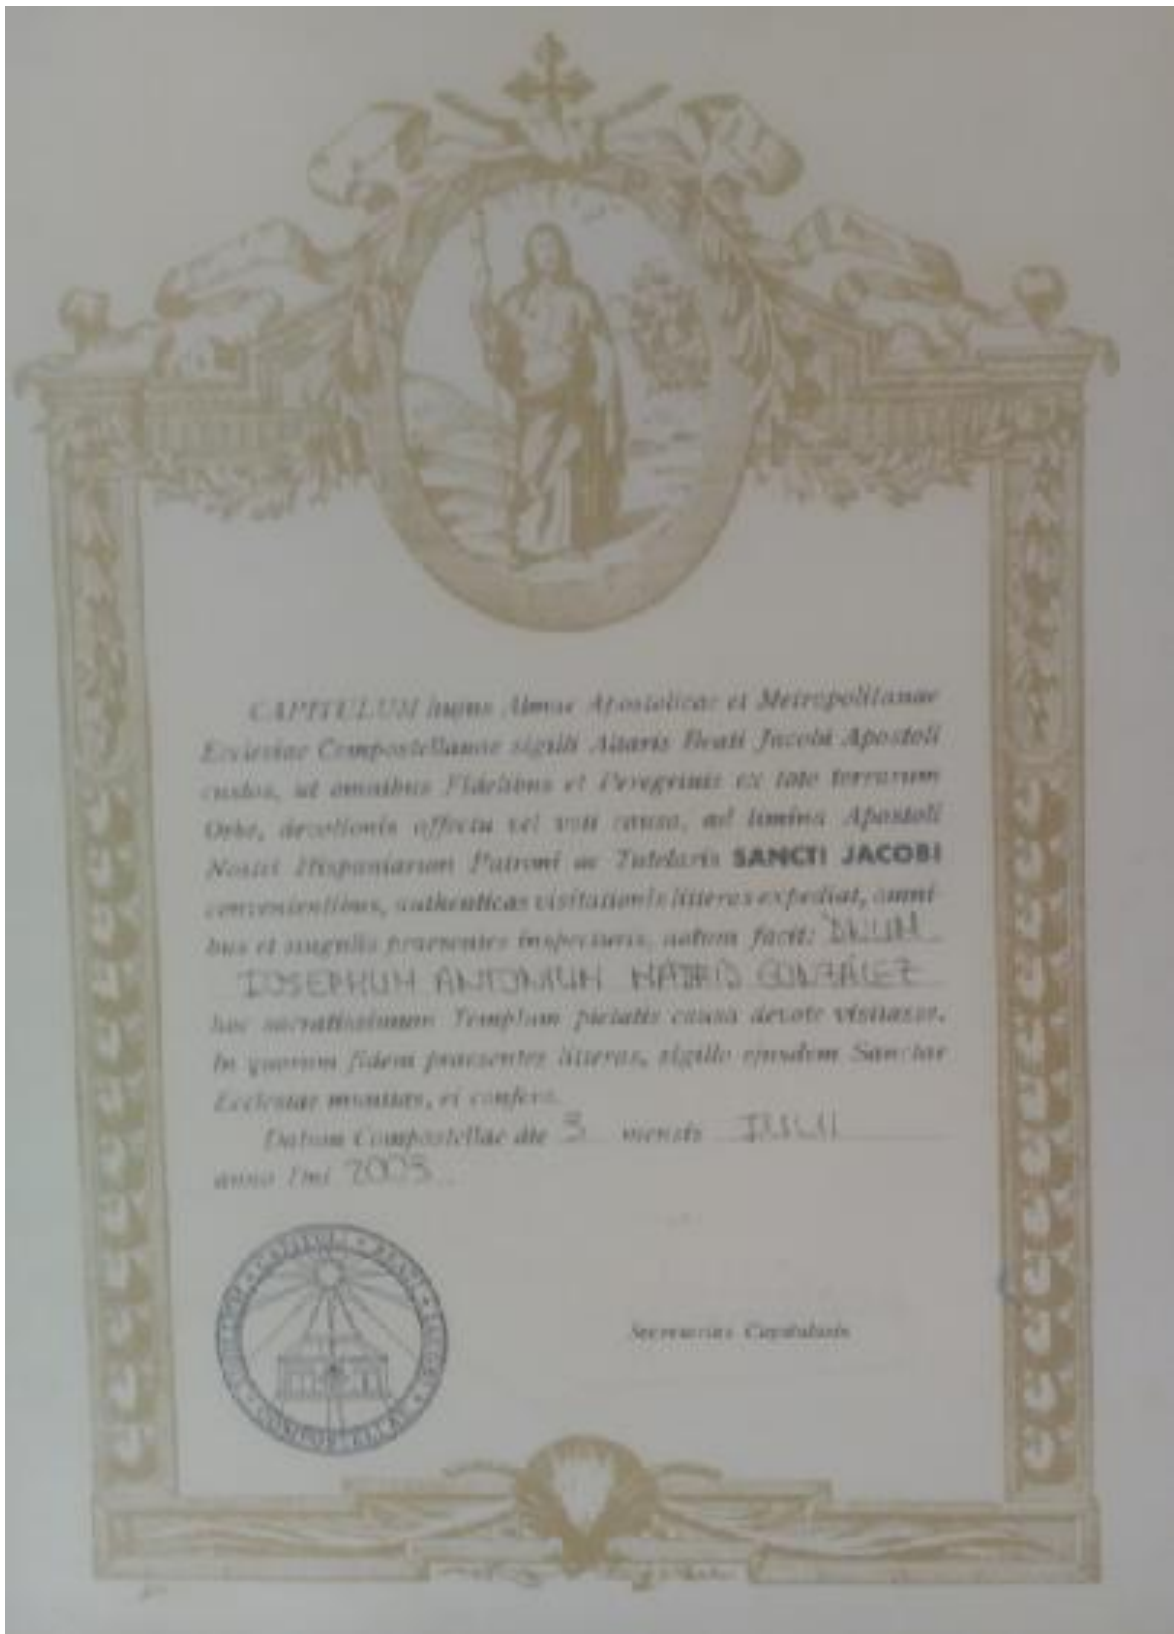 CAPITULUM hujus Almae Apostolicae et Metropolitanae
Ecclesiae Compostellanae sigilli Altaris Beati Jacobi Apostoli
custos, ut omnibus Fidelibus et Peregrinis ex toto terrarum
Orbe, devotionis affectu vel voti causa, ad limina Apostoli
Nostri Hispaniarum Patroni ac Tutelaris SANCTI JACOBI
convenientibus, authenticas visitationis litteras expediat, omni-
bus et singulis praesentes inspecturis, notum facit: DNUM
IOSEPHUM ANTONIUM MADRID GONZÁLEZ
hoc sacratissimum Templum pietatis causa devote visitasse.
In quorum fidem praesentes litteras, sigillo ejusdem Sanctae
Ecclesiae munitas, ei confero.
Datum Compostellae die 3 mensis IULII
anno Dni 2005
CAPITULI COMPOSTELLAE
Secretarius Capitularis